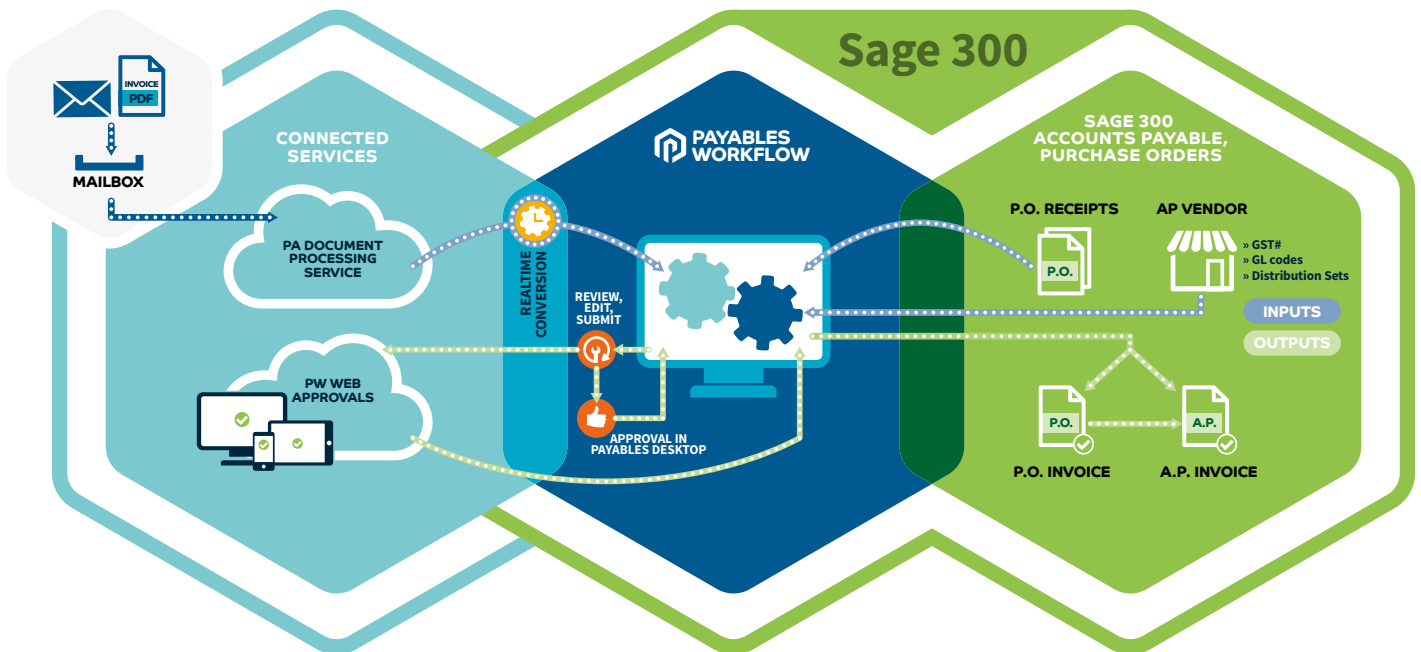 Sage 300
INVOICE
PDF
MAILBOX
CONNECTED
SERVICES
PA DOCUMENT
PROCESSING
SERVICE
PW WEB
APPROVALS
REALTIME
CONVERSION
PAYABLES
WORKFLOW
REVIEW,
EDIT,
SUBMIT
APPROVAL IN
PAYABLES DESKTOP
SAGE 300
ACCOUNTS PAYABLE,
PURCHASE ORDERS
P.O. RECEIPTS
P.O.
AP VENDOR
» GST#
» GL codes
» Distribution Sets
INPUTS
OUTPUTS
P.O.
P.O. INVOICE
A.P.
A.P. INVOICE